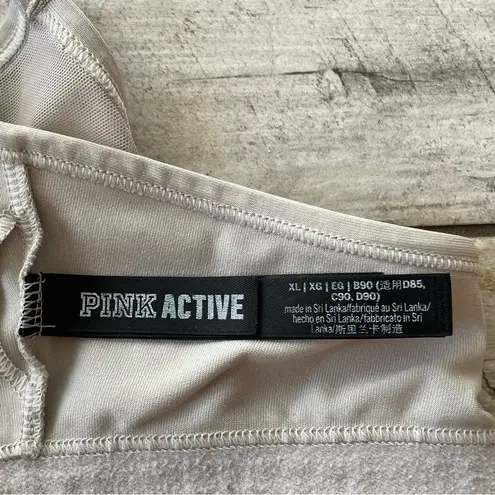 PINK ACTIVE
XL | XG | EG | B90 (适用D85,
C90, D90)
made in Sri Lanka/fabriqué au Sri Lanka/
hecho en Sri Lanka/fabbricato in Sri
Lanka/斯里兰卡制造